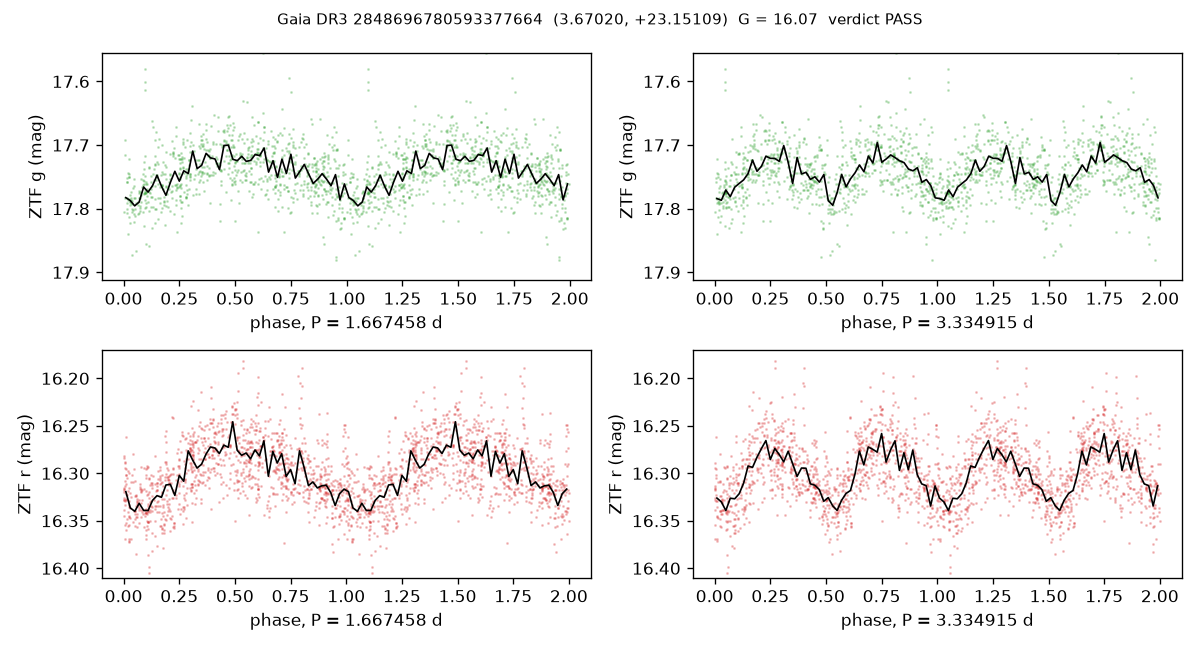 Gaia DR3 2848696780593377664 (3.67020, +23.15109) G = 16.07 verdict PASS
ZTF g (mag)
17.6
17.7
17.8
17.9
0.00 0.25 0.50 0.75 1.00 1.25 1.50 1.75 2.00
phase, P = 1.667458 d
ZTF g (mag)
17.6
17.7
17.8
17.9
0.00 0.25 0.50 0.75 1.00 1.25 1.50 1.75 2.00
phase, P = 3.334915 d
ZTF r (mag)
16.20
16.25
16.30
16.35
16.40
0.00 0.25 0.50 0.75 1.00 1.25 1.50 1.75 2.00
phase, P = 1.667458 d
ZTF r (mag)
16.20
16.25
16.30
16.35
16.40
0.00 0.25 0.50 0.75 1.00 1.25 1.50 1.75 2.00
phase, P = 3.334915 d